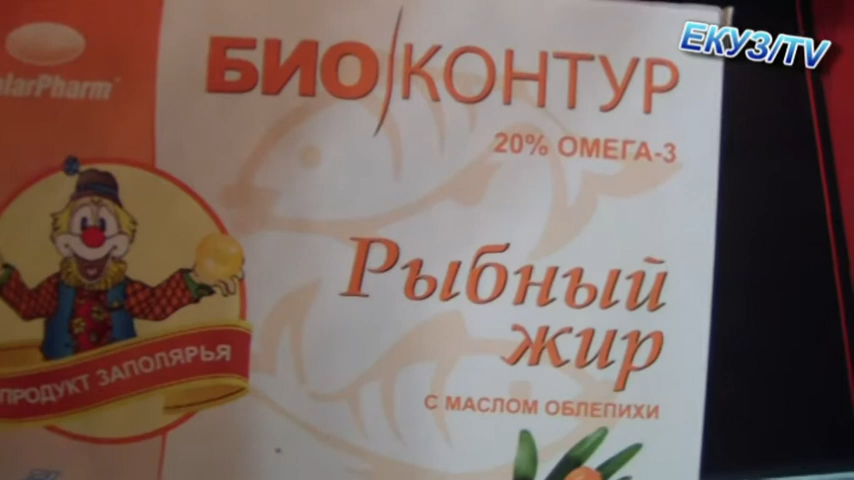 ЕКУЗ/TV
БИОКОНТУР
20% ОМЕГА-3
Рыбный
жир
С МАСЛОМ ОБЛЕПИХИ
ПРОДУКТ ЗАПОЛЯРЬЯ